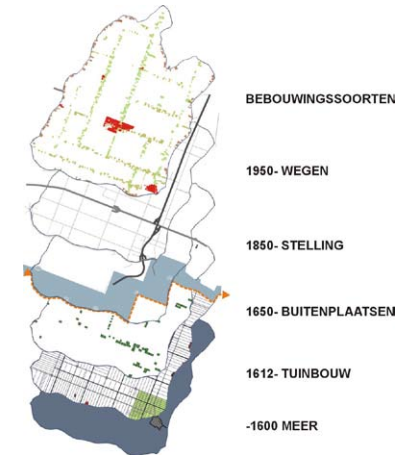 BEBOUWINGSSOORTEN
1950- WEGEN
1850- STELLING
1650- BUITENPLAATSEN
1612- TUINBOUW
-1600 MEER